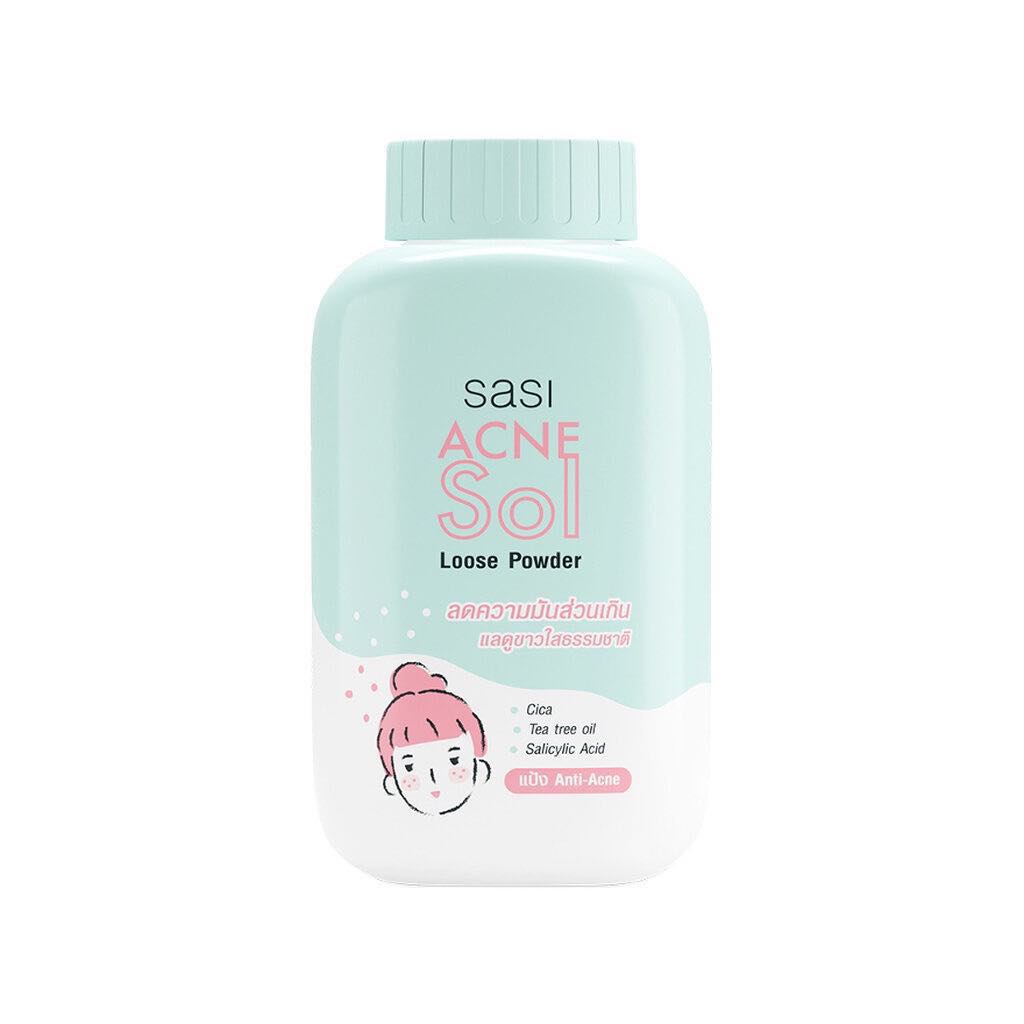 sasi
ACNE
Sol
Loose Powder
ลดความมันส่วนเกิน
แลดูขาวใสธรรมชาติ
Cica
Tea tree oil
Salicylic Acid
แป้ง Anti-Acne